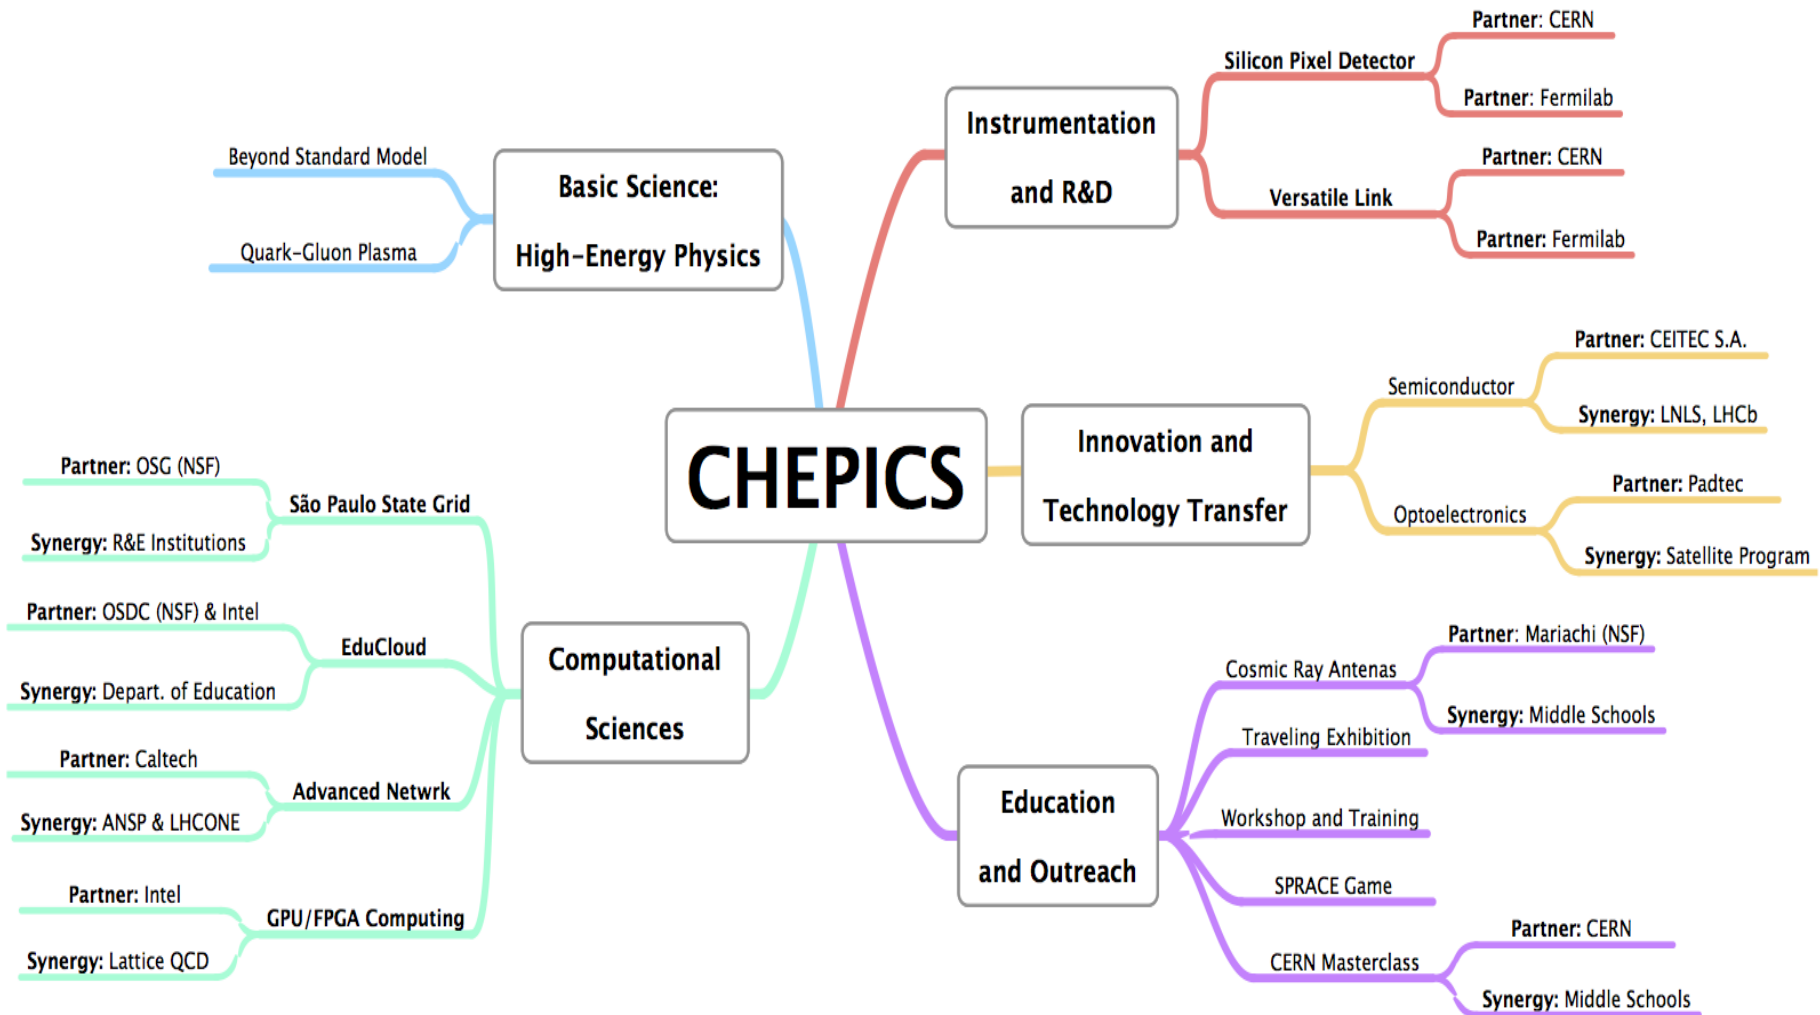 CHEPICS
Basic Science:
High-Energy Physics
Beyond Standard Model
Quark-Gluon Plasma
Instrumentation
and R&D
Silicon Pixel Detector
Partner: CERN
Partner: Fermilab
Versatile Link
Partner: CERN
Partner: Fermilab
Innovation and
Technology Transfer
Semiconductor
Partner: CEITEC S.A.
Synergy: LNLS, LHCb
Optoelectronics
Partner: Padtec
Synergy: Satellite Program
Computational
Sciences
São Paulo State Grid
Partner: OSG (NSF)
Synergy: R&E Institutions
EduCloud
Partner: OSDC (NSF) & Intel
Synergy: Depart. of Education
Advanced Netwrk
Partner: Caltech
Synergy: ANSP & LHCONE
GPU/FPGA Computing
Partner: Intel
Synergy: Lattice QCD
Education
and Outreach
Cosmic Ray Antenas
Partner: Mariachi (NSF)
Synergy: Middle Schools
Traveling Exhibition
Workshop and Training
SPRACE Game
CERN Masterclass
Partner: CERN
Synergy: Middle Schools